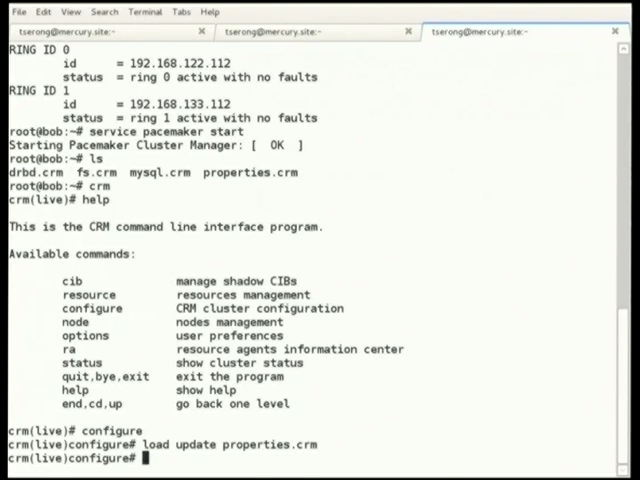 File Edit View Search Terminal Tabs Help
tserong@mercury.site:~ tserong@mercury.site:~ tserong@mercury.site:~
RING ID 0
id = 192.168.122.112
status = ring 0 active with no faults
RING ID 1
id = 192.168.133.112
status = ring 1 active with no faults
root@bob:~# service pacemaker start
Starting Pacemaker Cluster Manager: [ OK ]
root@bob:~# ls
drbd.crm fs.crm mysql.crm properties.crm
root@bob:~# crm
crm(live)# help
This is the CRM command line interface program.
Available commands:
cib manage shadow CIBs
resource resources management
configure CRM cluster configuration
node nodes management
options user preferences
ra resource agents information center
status show cluster status
quit,bye,exit exit the program
help show help
end,cd,up go back one level
crm(live)# configure
crm(live)configure# load update properties.crm
crm(live)configure#